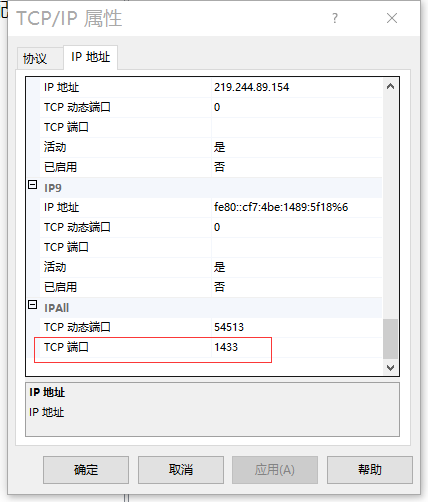 TCP/IP 属性
?
协议
IP 地址
IP 地址 219.244.89.154
TCP 动态端口 0
TCP 端口
活动 是
已启用 否
IP9
IP 地址 fe80::cf7:4be:1489:5f18%6
TCP 动态端口 0
TCP 端口
活动 是
已启用 否
IPAll
TCP 动态端口 54513
TCP 端口 1433
IP 地址
IP 地址
确定
取消
应用(A)
帮助